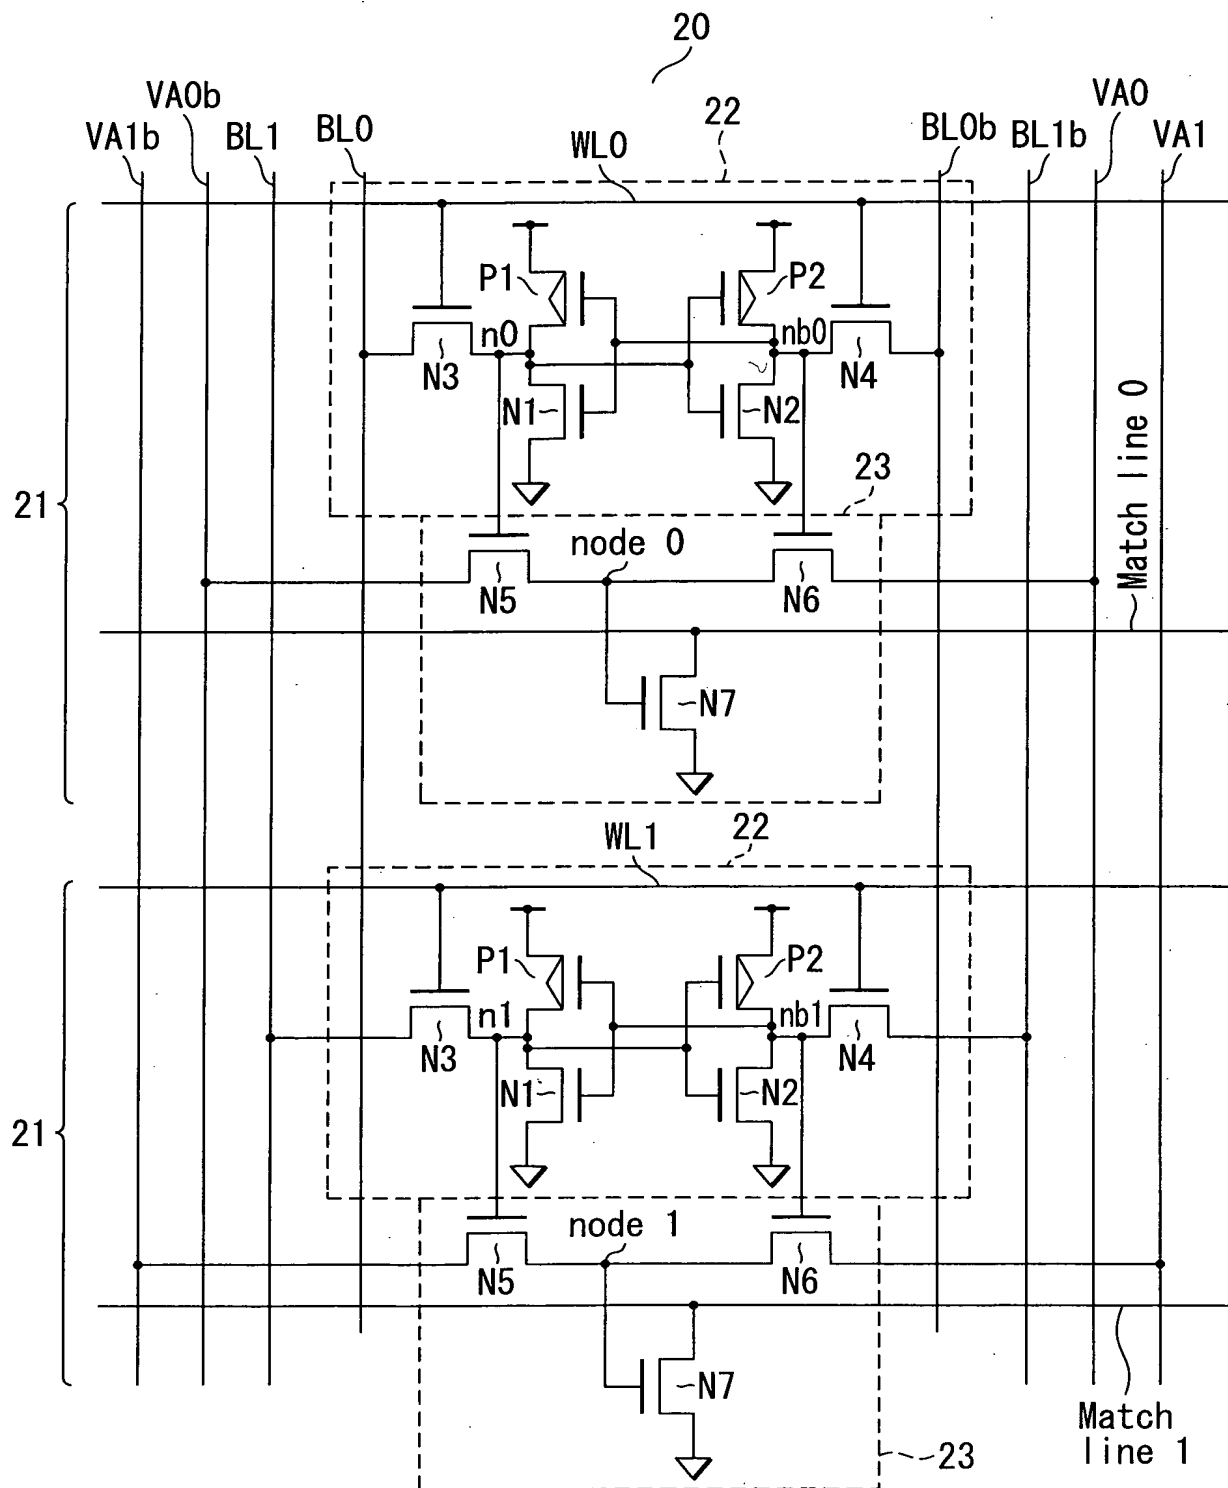 20
VA0b
VA0
22
VA1b
BL1
BL0
WL0
BL0b
BL1b
VA1
P1
P2
n0
nb0
N3
N4
N1
N2
Match line 0
21
23
node 0
N5
N6
N7
22
WL1
P1
P2
n1
nb1
N3
N4
N1
N2
21
node 1
N5
N6
N7
Match
line 1
23